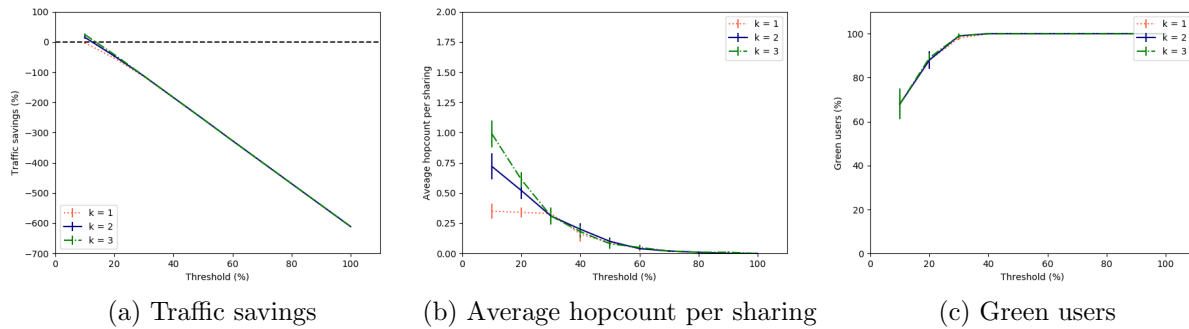 100
0
−100
−200
−300
−400
−500
−600
−700
Traffic savings (%)
0
20
40
60
80
100
Threshold (%)
k = 1
k = 2
k = 3
(a) Traffic savings
2.00
1.75
1.50
1.25
1.00
0.75
0.50
0.25
0.00
Aveage hopcount per sharing
0
20
40
60
80
100
Threshold (%)
k = 1
k = 2
k = 3
(b) Average hopcount per sharing
100
80
60
40
20
0
Green users (%)
0
20
40
60
80
100
Threshold (%)
k = 1
k = 2
k = 3
(c) Green users